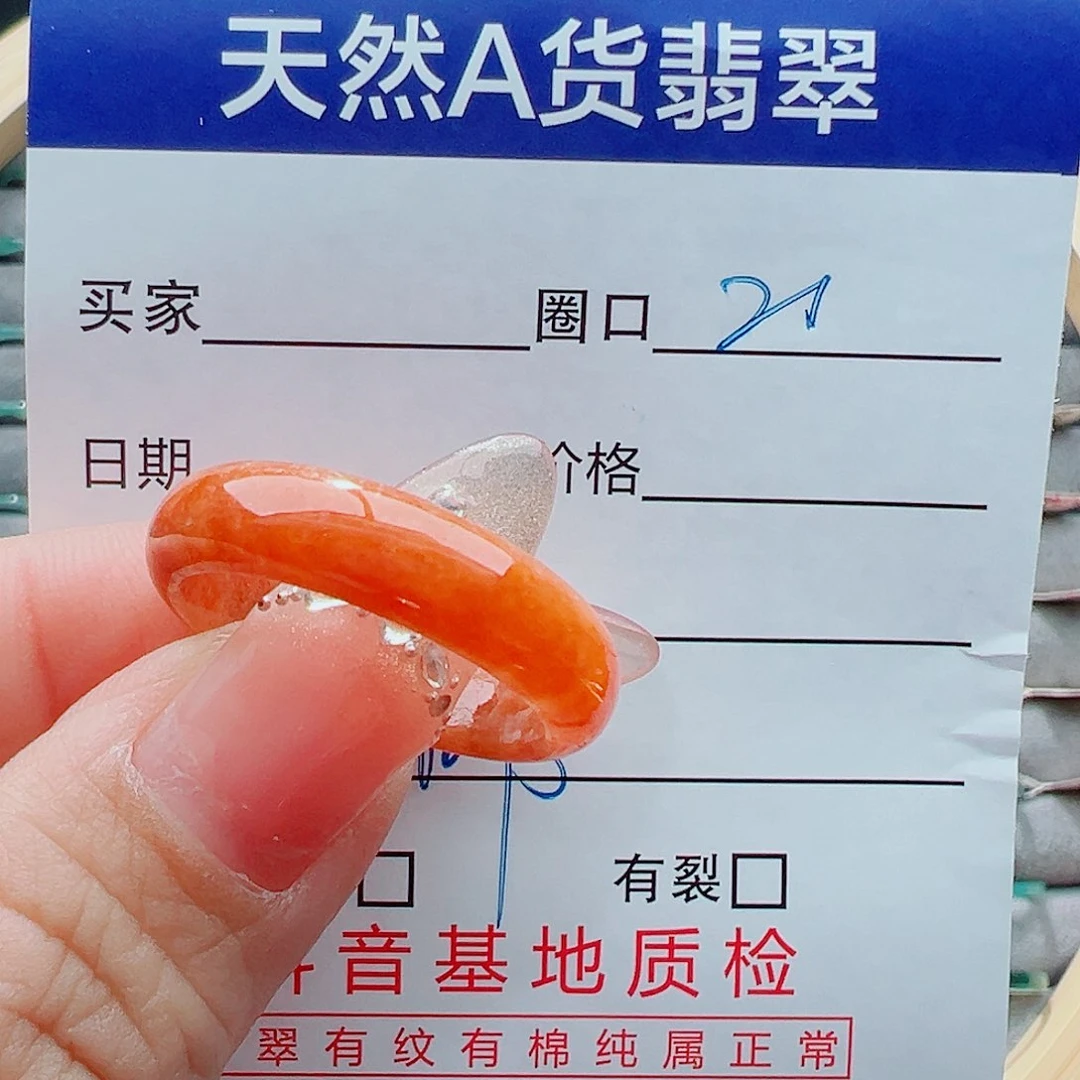 天然A货翡翠
买家 圈口 21
日期 价格
有裂
音基地质检
翠有纹有棉纯属正常